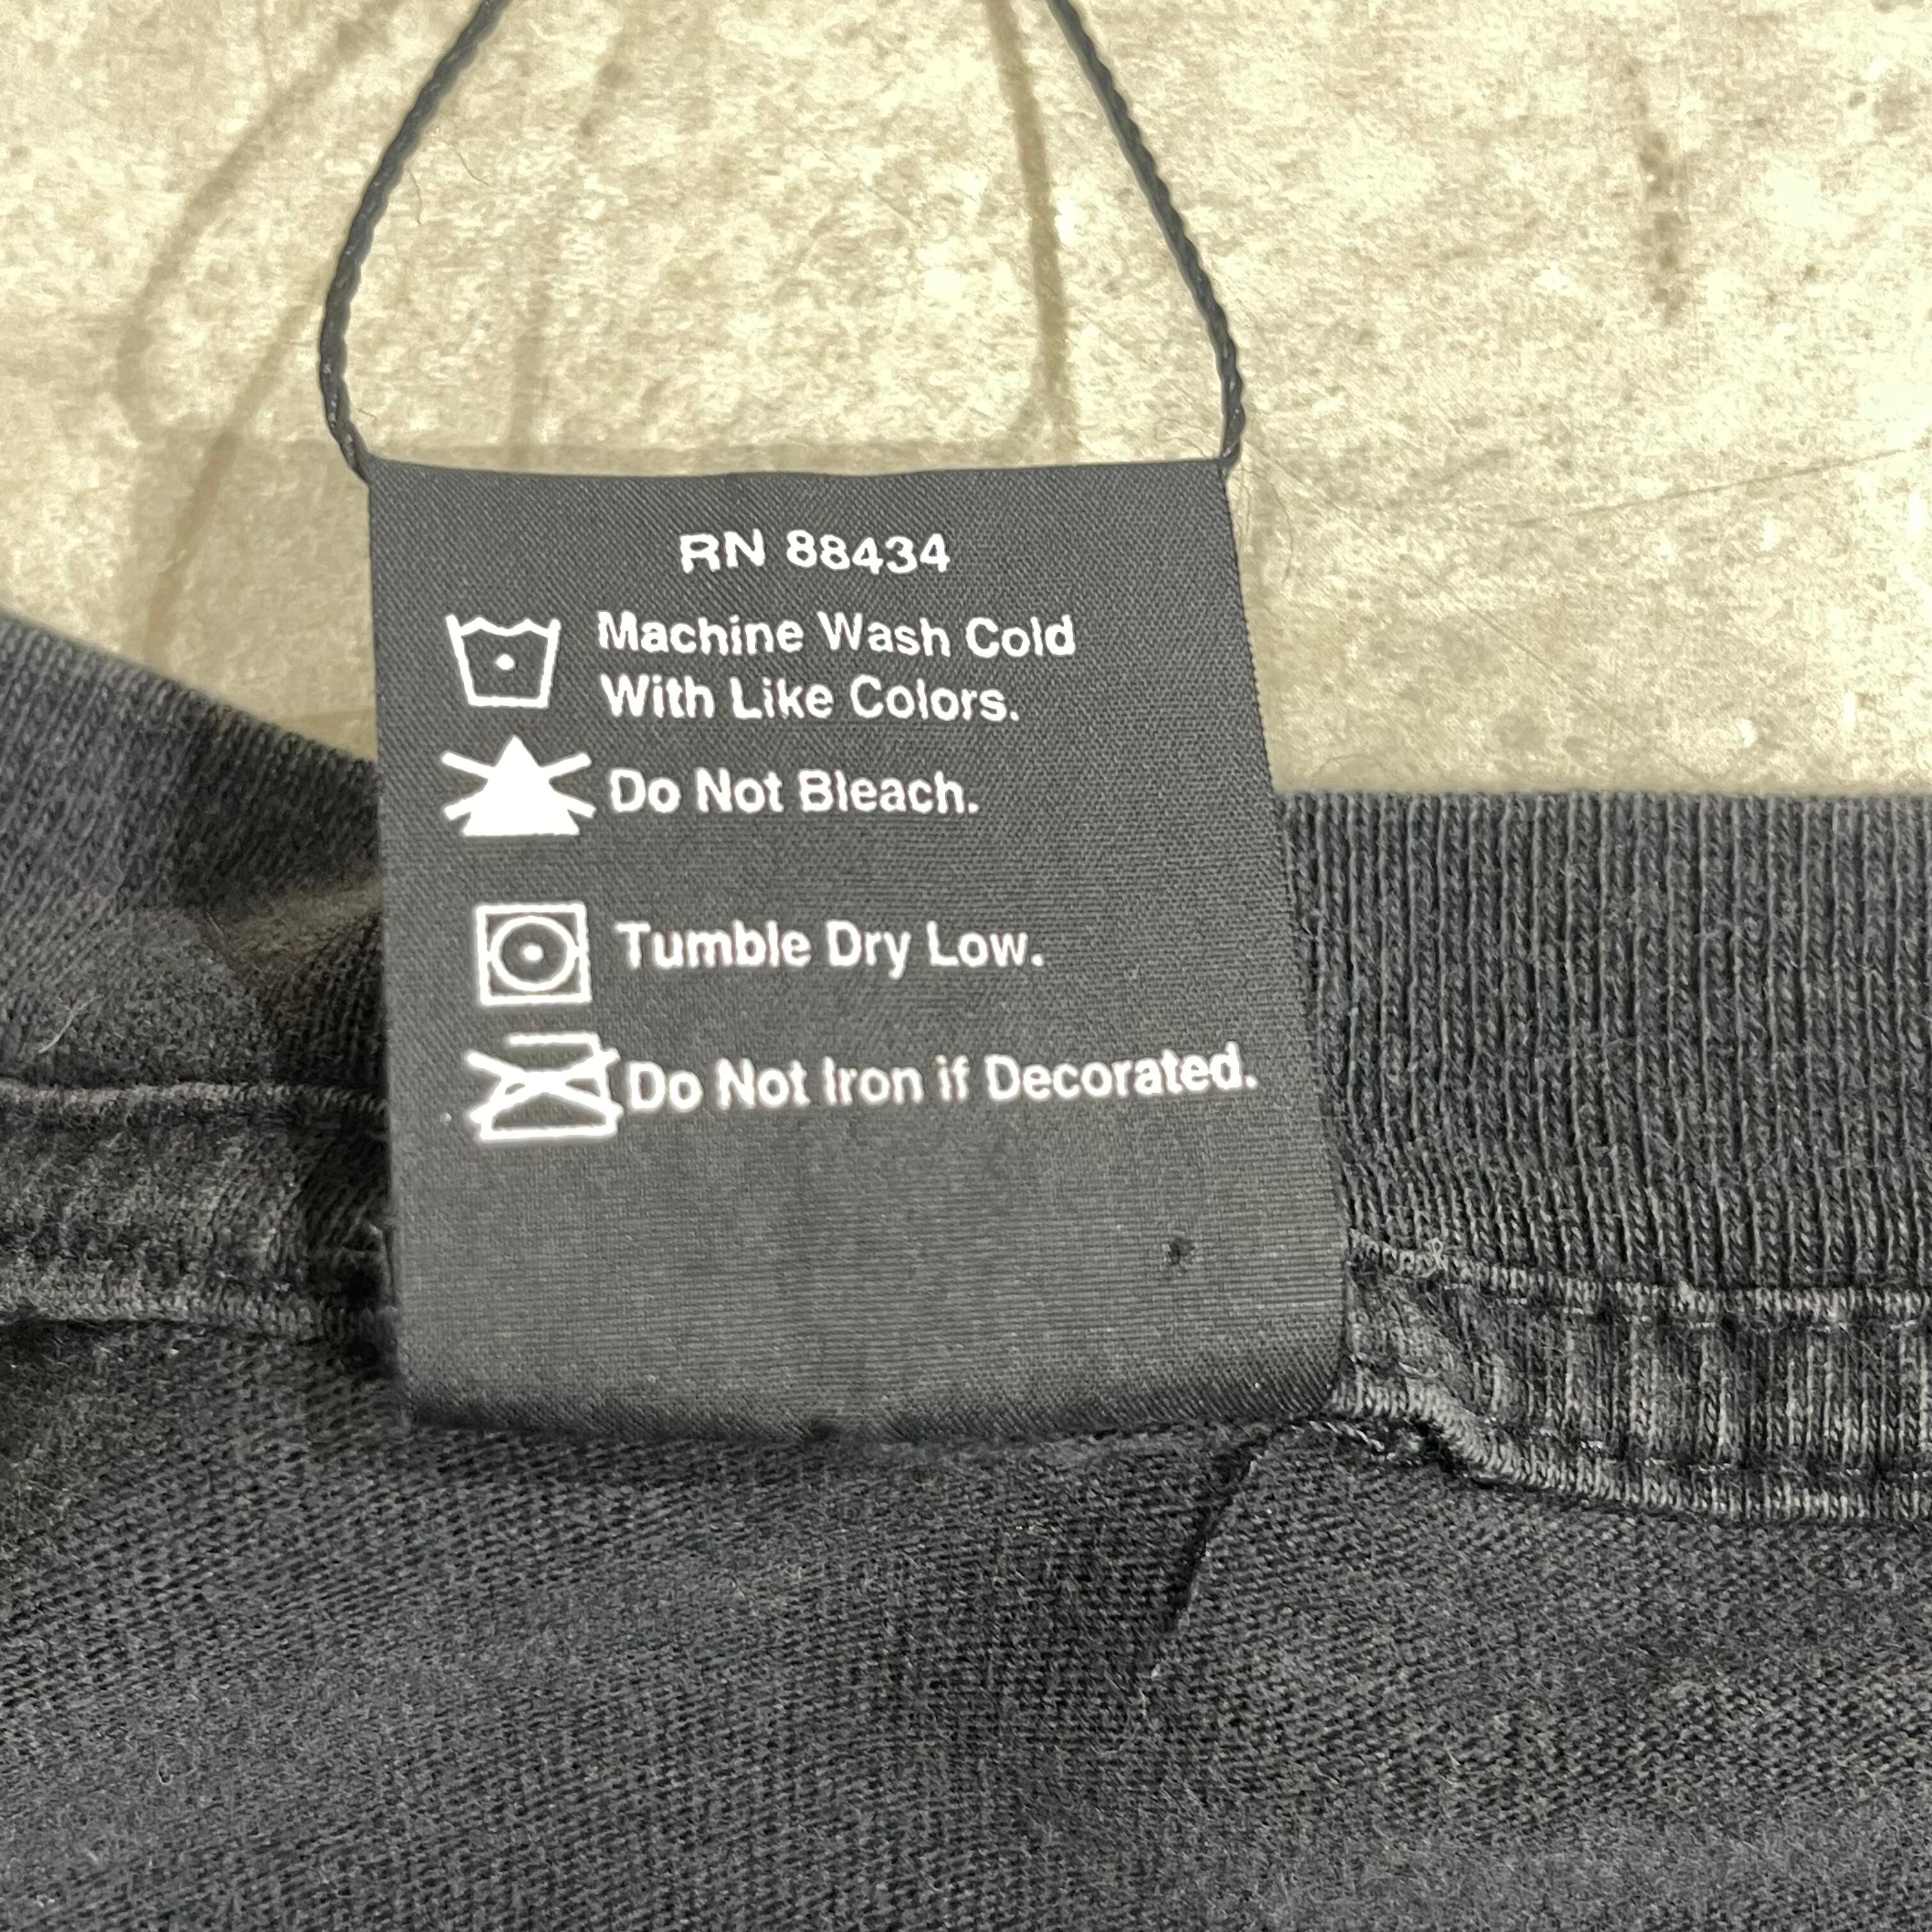 RN 88434
Machine Wash Cold
With Like Colors.
Do Not Bleach.
Tumble Dry Low.
Do Not Iron if Decorated.